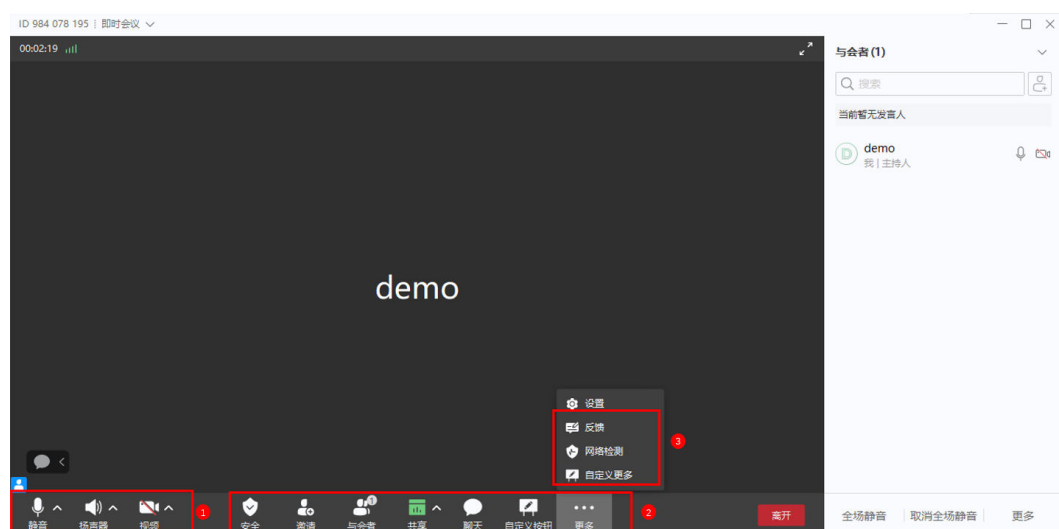 ID 984 078 195 | 即时会议
00:02:19
与会者(1)
搜索
当前暂无发言人
D
demo
我 | 主持人
demo
设置
反馈
网络检测
自定义更多
3
1
静音
扬声器
1
视频
1
安全
邀请
与会者
共享
聊天
自定义按钮
更多
2
离开
全场静音
取消全场静音
更多